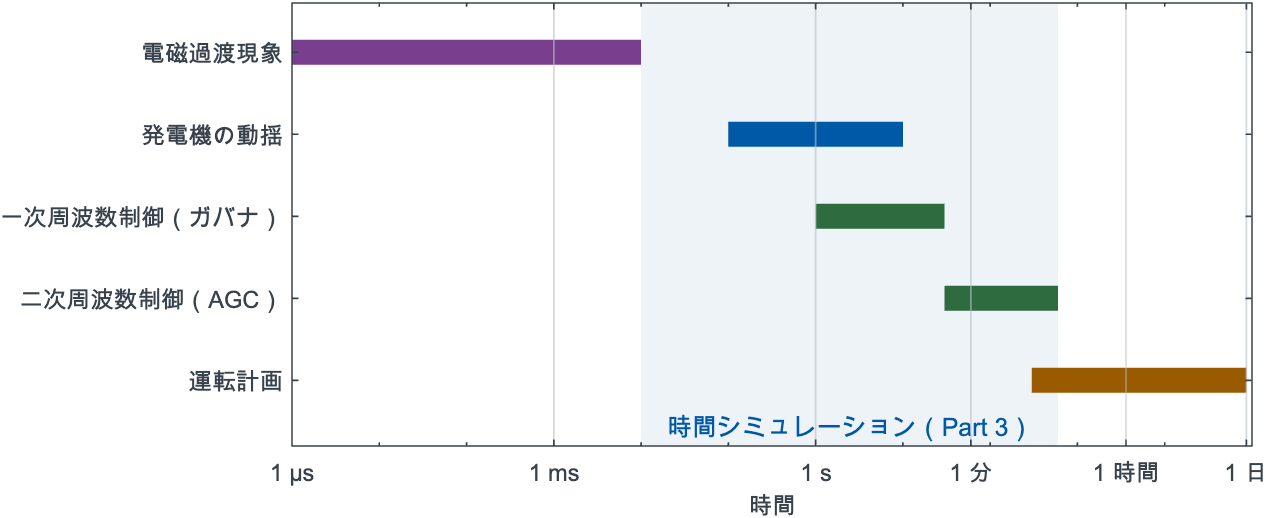 電磁過渡現象
発電機の動揺
一次周波数制御（ガバナ）
二次周波数制御（AGC）
運転計画
時間シミュレーション（Part 3）
1 μs
1 ms
1 s
1 分
1 時間
1 日
時間